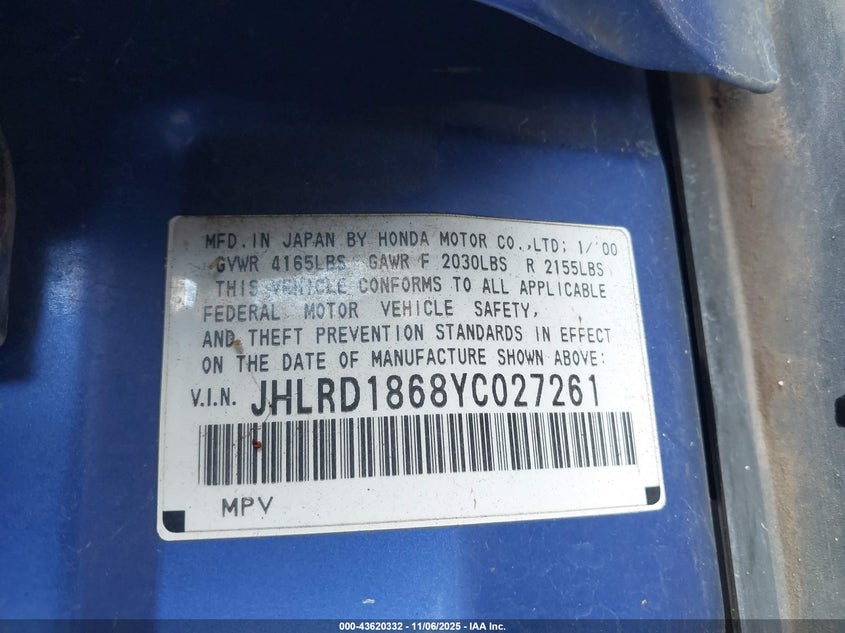 MFD. IN JAPAN BY HONDA MOTOR CO.,LTD; 1/'00
GVWR 4165LBS GAWR F 2030LBS R 2155LBS
THIS VEHICLE CONFORMS TO ALL APPLICABLE
FEDERAL MOTOR VEHICLE SAFETY,
AND THEFT PREVENTION STANDARDS IN EFFECT
ON THE DATE OF MANUFACTURE SHOWN ABOVE:
V.I.N. JHLRD1868YC027261
MPV
000-43620332 - 11/06/2025 - IAA Inc.